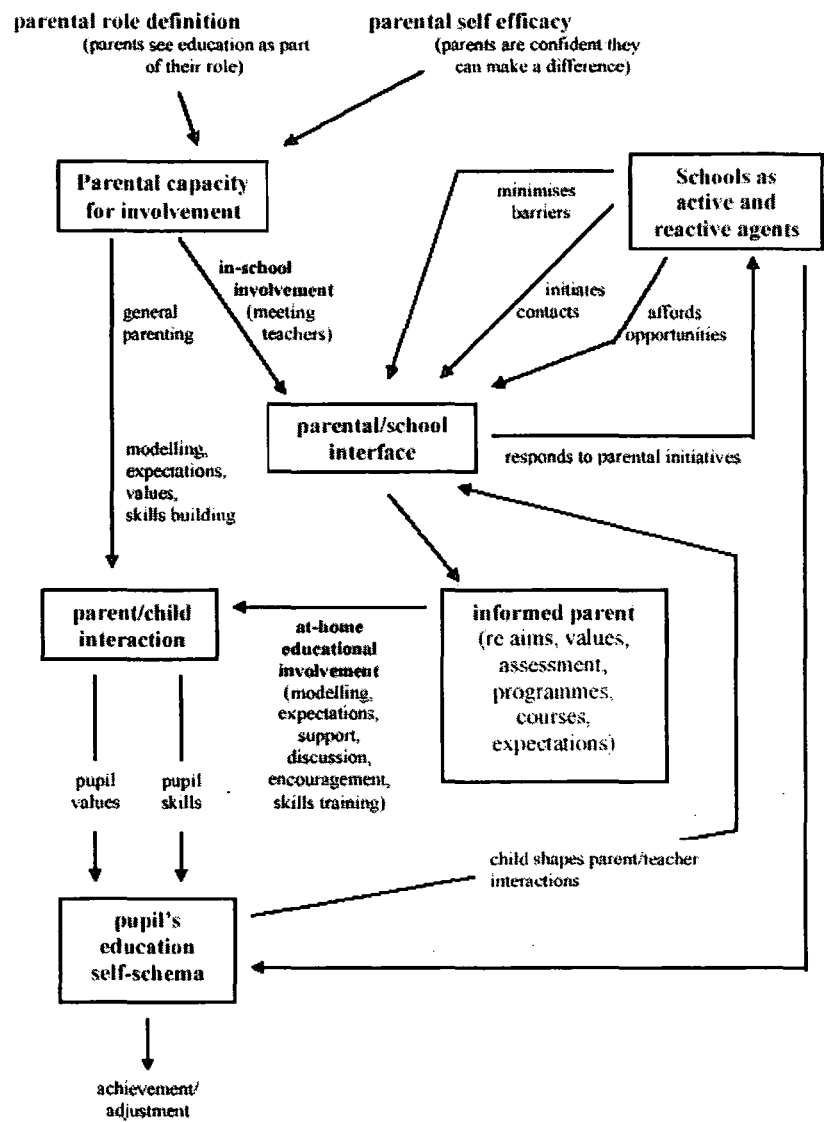 parental role definition
(parents see education as part
of their role)
parental self efficacy
(parents are confident they
can make a difference)
Parental capacity
for involvement
Schools as
active and
reactive agents
minimises
barriers
in-school
involvement
(meeting
teachers)
general
parenting
initiates
contacts
affords
opportunities
parental/school
interface
responds to parental initiatives
modelling,
expectations,
values,
skills building
parent/child
interaction
at-home
educational
involvement
(modelling,
expectations,
support,
discussion,
encouragement,
skills training)
informed parent
(re aims, values,
assessment,
programmes,
courses,
expectations)
pupil
values
pupil
skills
child shapes parent/teacher
interactions
pupil's
education
self-schema
achievement/
adjustment